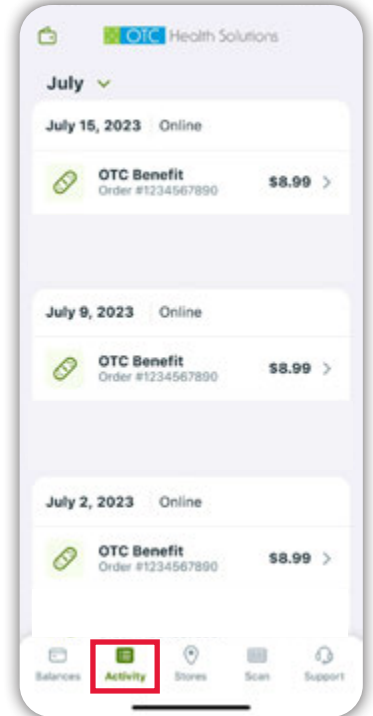 OTC Health Solutions
July
July 15, 2023 Online
OTC Benefit $8.99
Order #1234567890
July 9, 2023 Online
OTC Benefit $8.99
Order #1234567890
July 2, 2023 Online
OTC Benefit $8.99
Order #1234567890
Balances Activity Stores Scan Support